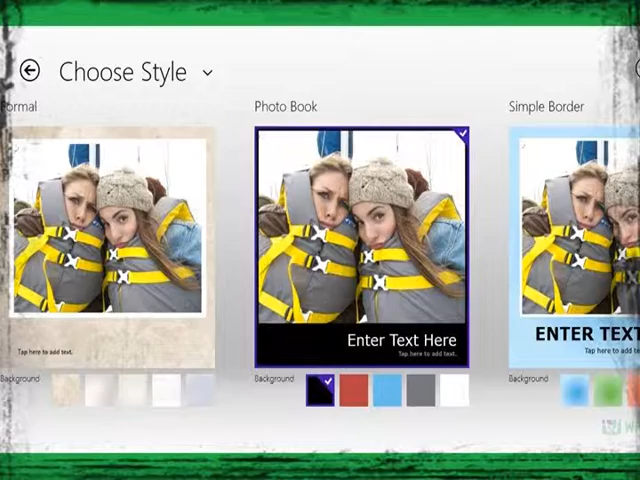 Choose Style
ormal
Photo Book
Simple Border
Enter Text Here
Tap here to add text.
Tap here to add text.
ENTER TEXT
Tap here to add te
Background
Background
Background